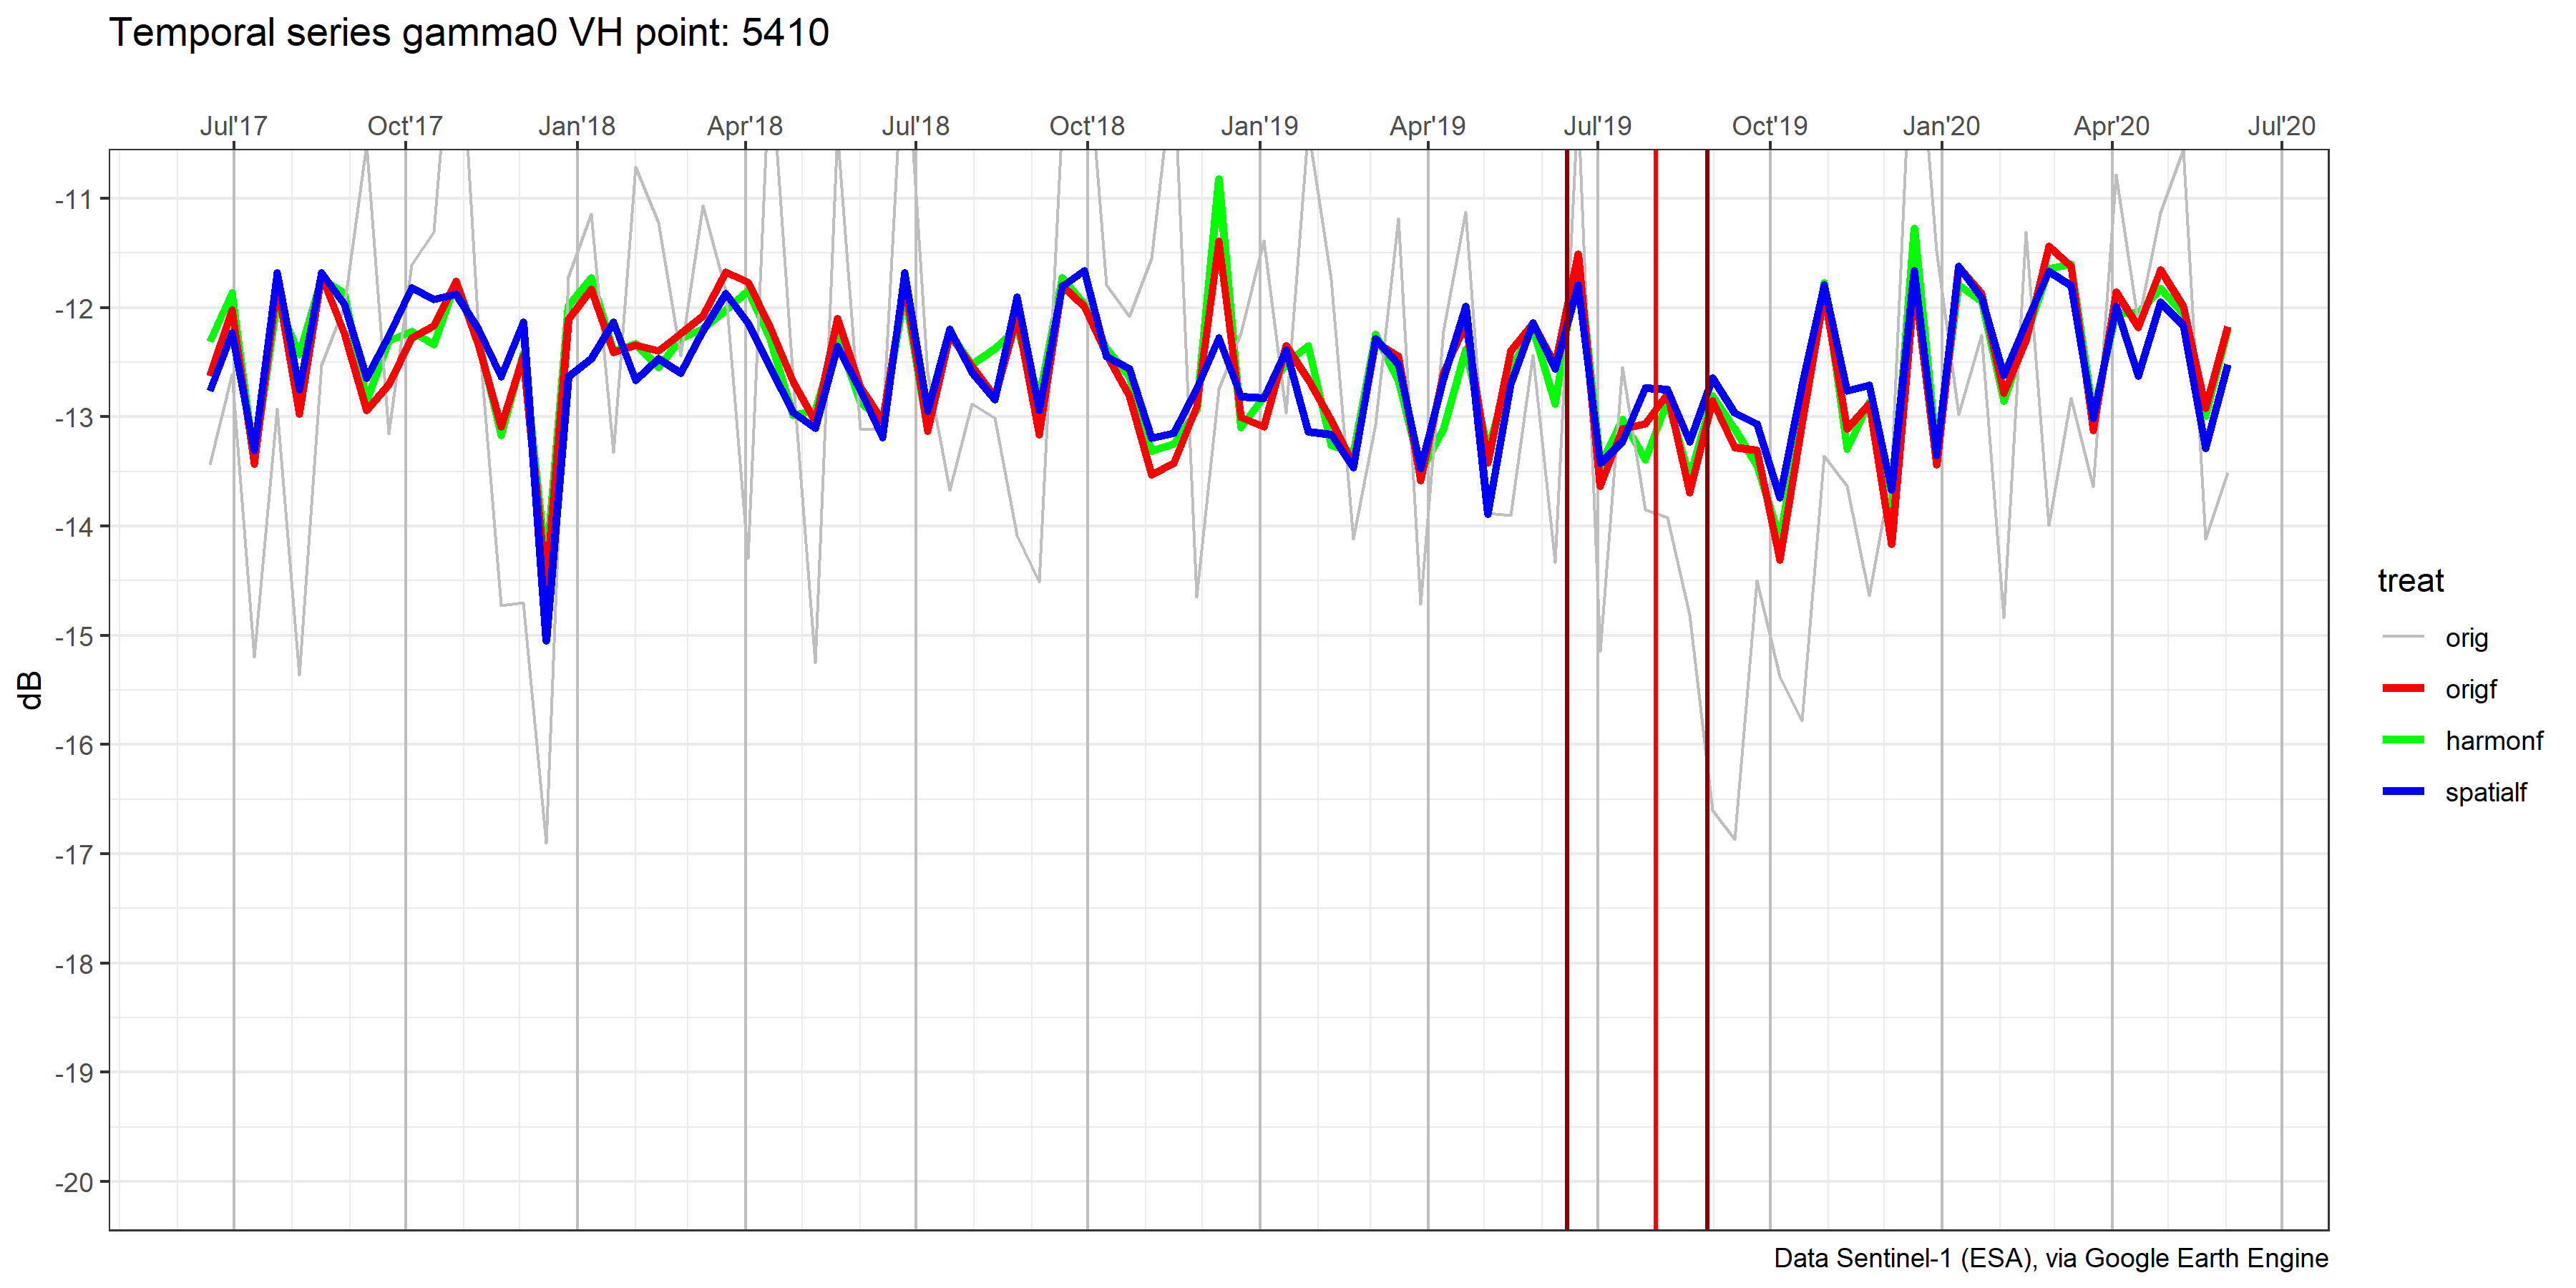 Temporal series gamma0 VH point: 5410
Jul'17 Oct'17 Jan'18 Apr'18 Jul'18 Oct'18 Jan'19 Apr'19 Jul'19 Oct'19 Jan'20 Apr'20 Jul'20
-11
-12
-13
-14
-15
-16
-17
-18
-19
-20
dB
treat
orig
origf
harmonf
spatialf
Data Sentinel-1 (ESA), via Google Earth Engine